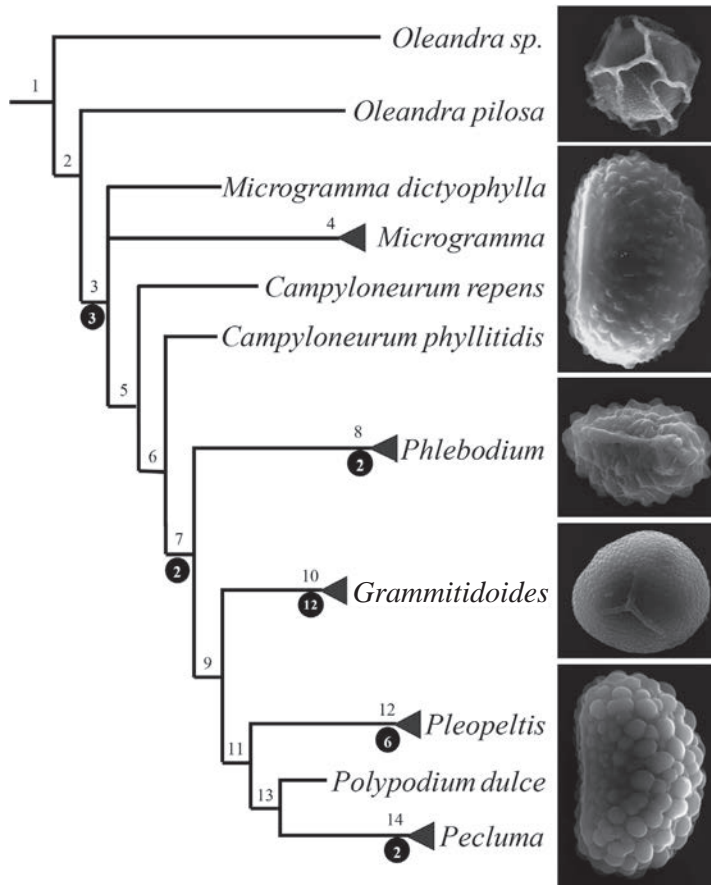 Oleandra sp.
1
Oleandra pilosa
2
Microgramma dictyophylla
4
Microgramma
3
3
Campyloneurum repens
Campyloneurum phyllitidis
5
6
8
Phlebodium
2
7
2
10
Grammitidoides
12
9
12
Pleopeltis
6
11
Polypodium dulce
13
14
Pecluma
2